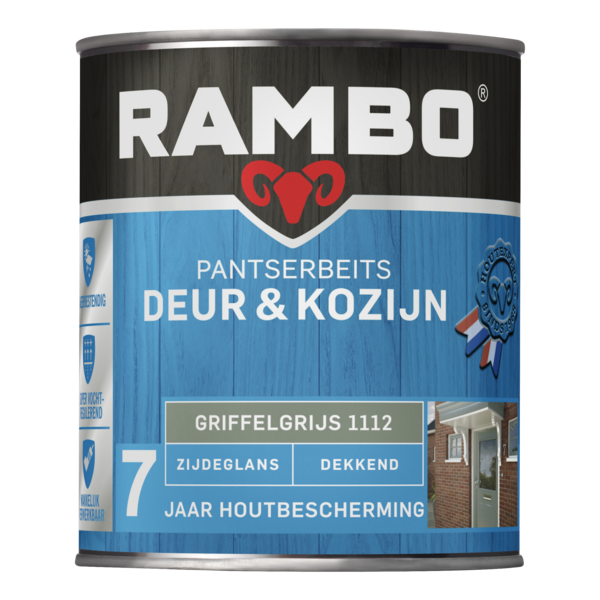 RAMBO®
PANTSERBEITS
DEUR & KOZIJN
GRIFFELGRIJS 1112
ZIJDEGLANS
DEKKEND
7
JAAR HOUTBESCHERMING